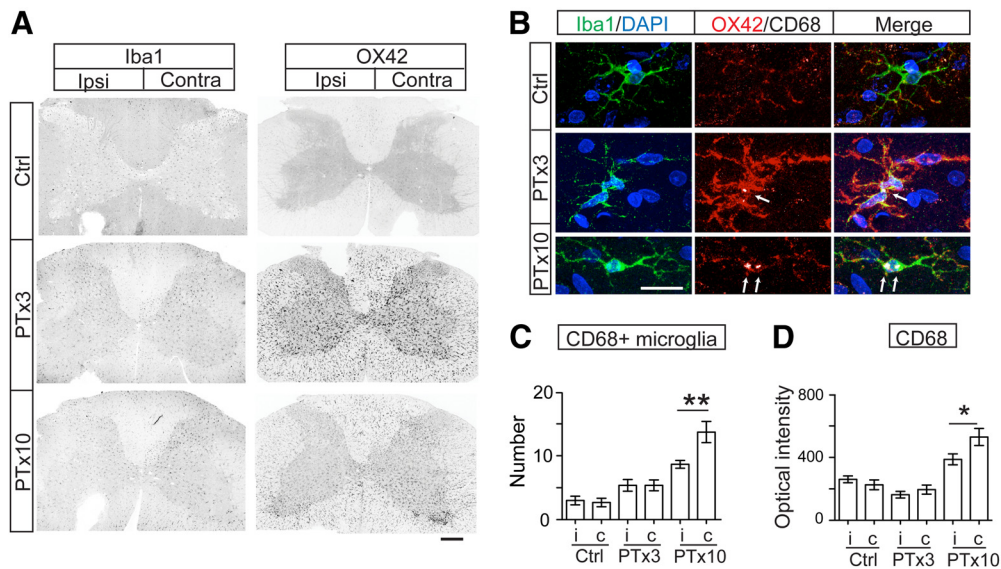 A
Iba1
Ipsi Contra
OX42
Ipsi Contra
Ctrl
PTx3
PTx10
B
Iba1/DAPI OX42/CD68 Merge
Ctrl
PTx3
PTx10
C
CD68+ microglia
Number
20
10
0
**
i c i c i c
Ctrl PTx3 PTx10
D
CD68
Optical intensity
800
400
0
*
i c i c i c
Ctrl PTx3 PTx10